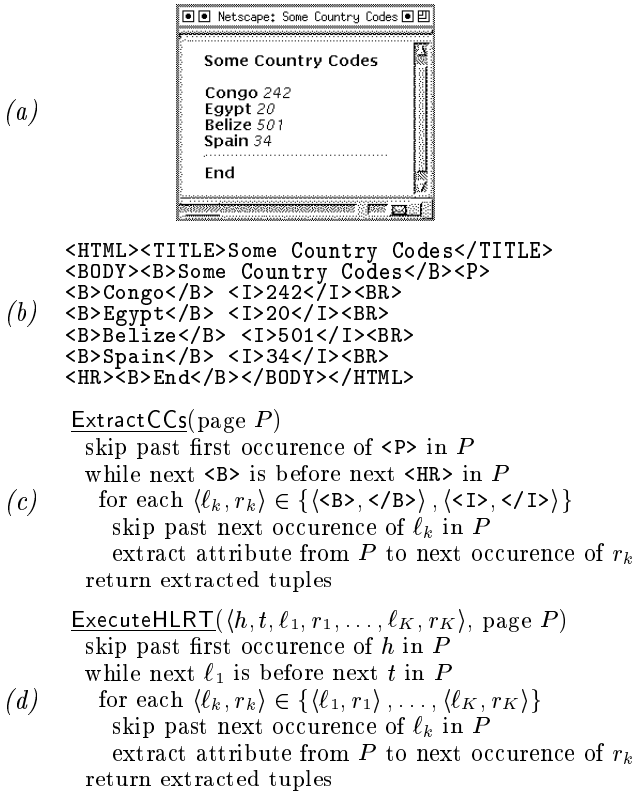 Netscape: Some Country Codes
(a)
Some Country Codes
Congo 242
Egypt 20
Belize 501
Spain 34
End
(b)
<HTML><TITLE>Some Country Codes</TITLE>
<BODY><B>Some Country Codes</B><P>
<B>Congo</B> <I>242</I><BR>
<B>Egypt</B> <I>20</I><BR>
<B>Belize</B> <I>501</I><BR>
<B>Spain</B> <I>34</I><BR>
<HR><B>End</B></BODY></HTML>
(c)
ExtractCCs(page P)
skip past first occurence of <P> in P
while next <B> is before next <HR> in P
for each ⟨ℓk, rk⟩ ∈ {⟨<B>, </B>⟩, ⟨<I>, </I>⟩}
skip past next occurence of ℓk in P
extract attribute from P to next occurence of rk
return extracted tuples
(d)
ExecuteHLRT(⟨h, t, ℓ1, r1, ..., ℓK, rK⟩, page P)
skip past first occurence of h in P
while next ℓ1 is before next t in P
for each ⟨ℓk, rk⟩ ∈ {⟨ℓ1, r1⟩, ..., ⟨ℓK, rK⟩}
skip past next occurence of ℓk in P
extract attribute from P to next occurence of rk
return extracted tuples